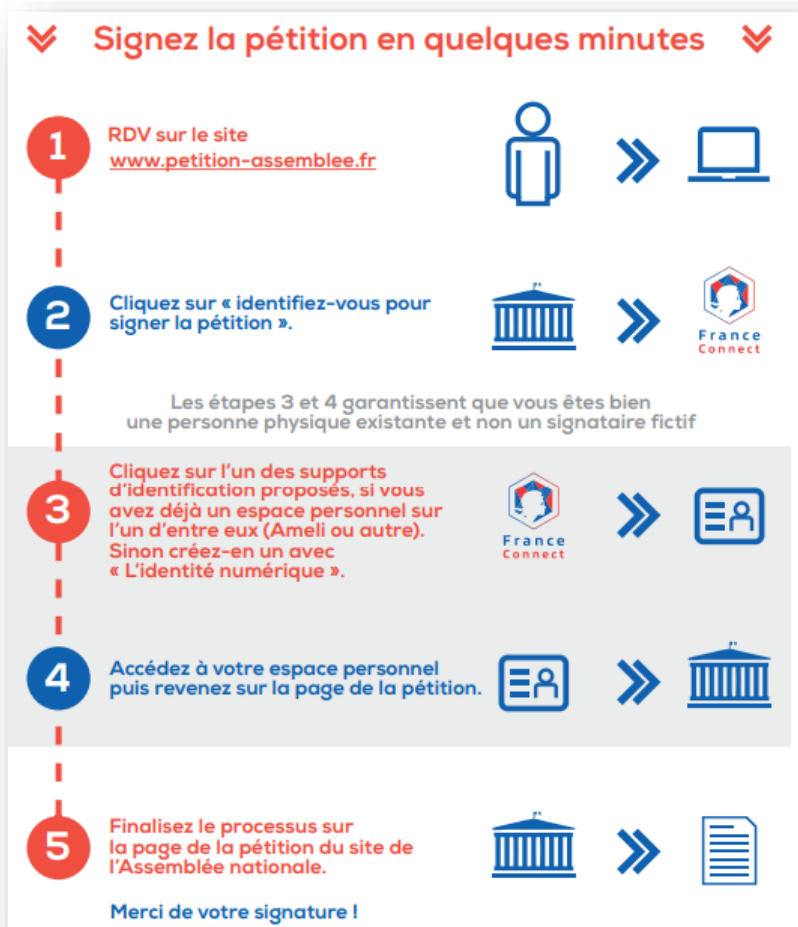 Signez la pétition en quelques minutes
1
RDV sur le site
www.petition-assemblee.fr
2
Cliquez sur « identifiez-vous pour
signer la pétition ».
France
Connect
Les étapes 3 et 4 garantissent que vous êtes bien
une personne physique existante et non un signataire fictif
3
Cliquez sur l'un des supports
d'identification proposés, si vous
avez déjà un espace personnel sur
l'un d'entre eux (Ameli ou autre).
Sinon créez-en un avec
« L'identité numérique ».
France
Connect
4
Accédez à votre espace personnel
puis revenez sur la page de la pétition.
5
Finalisez le processus sur
la page de la pétition du site de
l'Assemblée nationale.
Merci de votre signature !